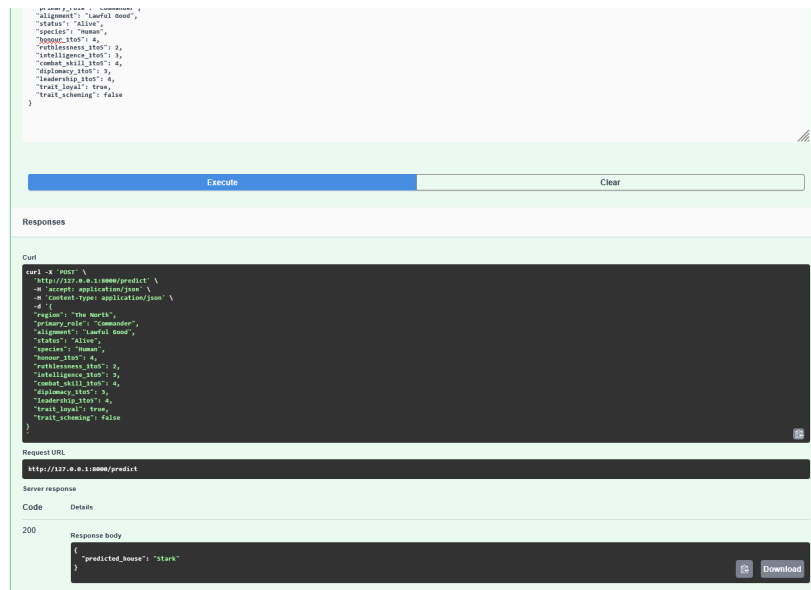 "primary_role": "Commander",
"alignment": "Lawful Good",
"status": "Alive",
"species": "Human",
"honour_1to5": 4,
"ruthlessness_1to5": 2,
"intelligence_1to5": 3,
"combat_skill_1to5": 4,
"diplomacy_1to5": 3,
"leadership_1to5": 4,
"trait_loyal": true,
"trait_scheming": false
}
Execute
Clear
Responses
Curl
curl -X 'POST' \
'http://127.0.0.1:8000/predict' \
-H 'accept: application/json' \
-H 'Content-Type: application/json' \
-d '{
"region": "The North",
"primary_role": "Commander",
"alignment": "Lawful Good",
"status": "Alive",
"species": "Human",
"honour_1to5": 4,
"ruthlessness_1to5": 2,
"intelligence_1to5": 3,
"combat_skill_1to5": 4,
"diplomacy_1to5": 3,
"leadership_1to5": 4,
"trait_loyal": true,
"trait_scheming": false
}
'
Request URL
http://127.0.0.1:8000/predict
Server response
Code Details
200
Response body
{
"predicted_house": "Stark"
}
Download